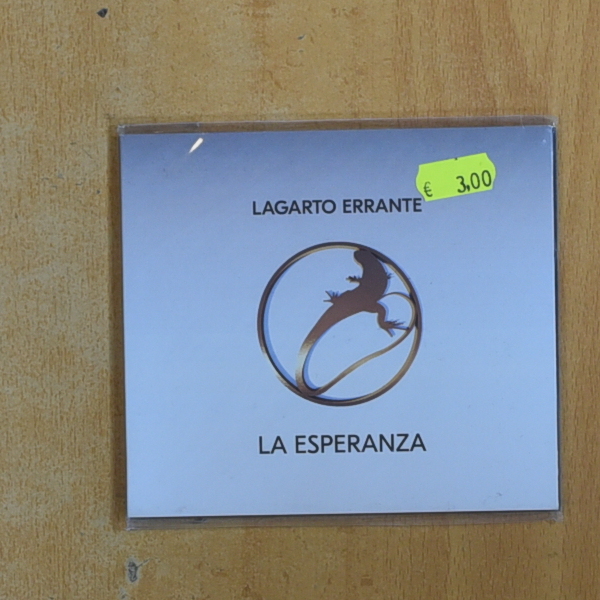 € 3,00
LAGARTO ERRANTE
LA ESPERANZA